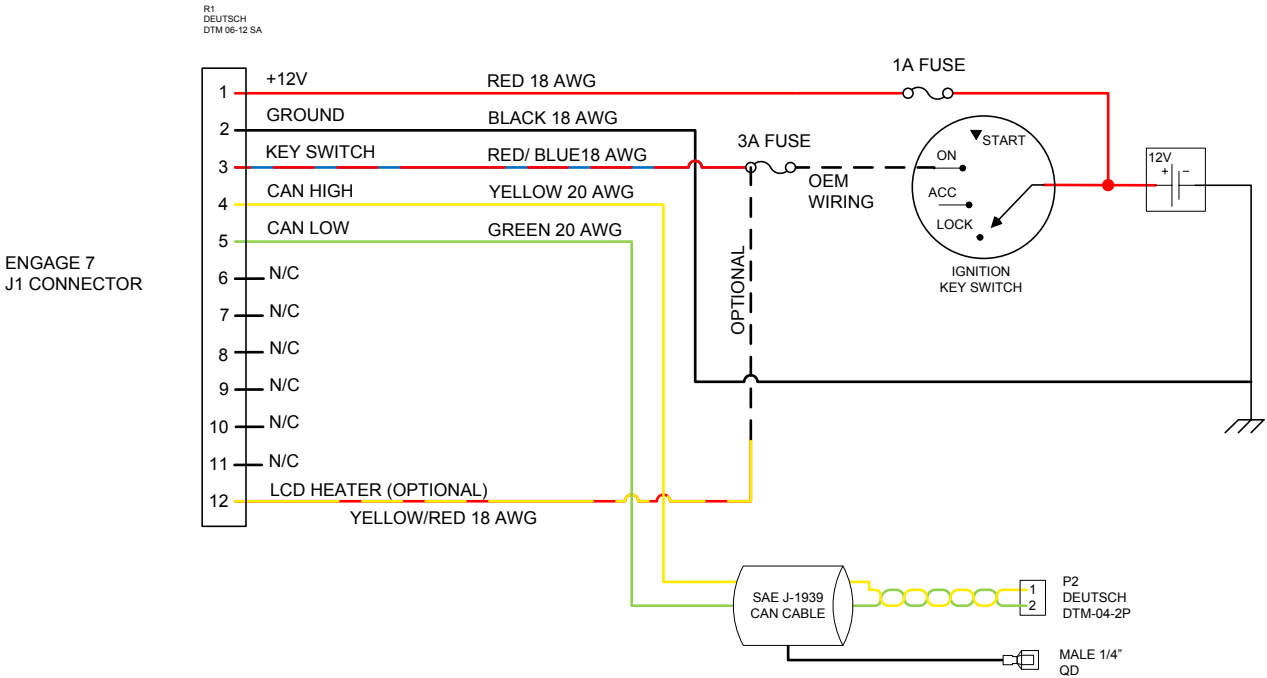 R1
DEUTSCH
DTM 06-12 SA
1A FUSE
1 +12V RED 18 AWG
2 GROUND BLACK 18 AWG
3A FUSE
START
ON
3 KEY SWITCH RED/ BLUE18 AWG
OEM
WIRING
12V
+ -
ACC
LOCK
4 CAN HIGH YELLOW 20 AWG
5 CAN LOW GREEN 20 AWG
ENGAGE 7
J1 CONNECTOR
IGNITION
KEY SWITCH
OPTIONAL
6 N/C
7 N/C
8 N/C
9 N/C
10 N/C
11 N/C
12 LCD HEATER (OPTIONAL)
YELLOW/RED 18 AWG
SAE J-1939
CAN CABLE
1
2
P2
DEUTSCH
DTM-04-2P
MALE 1/4”
QD